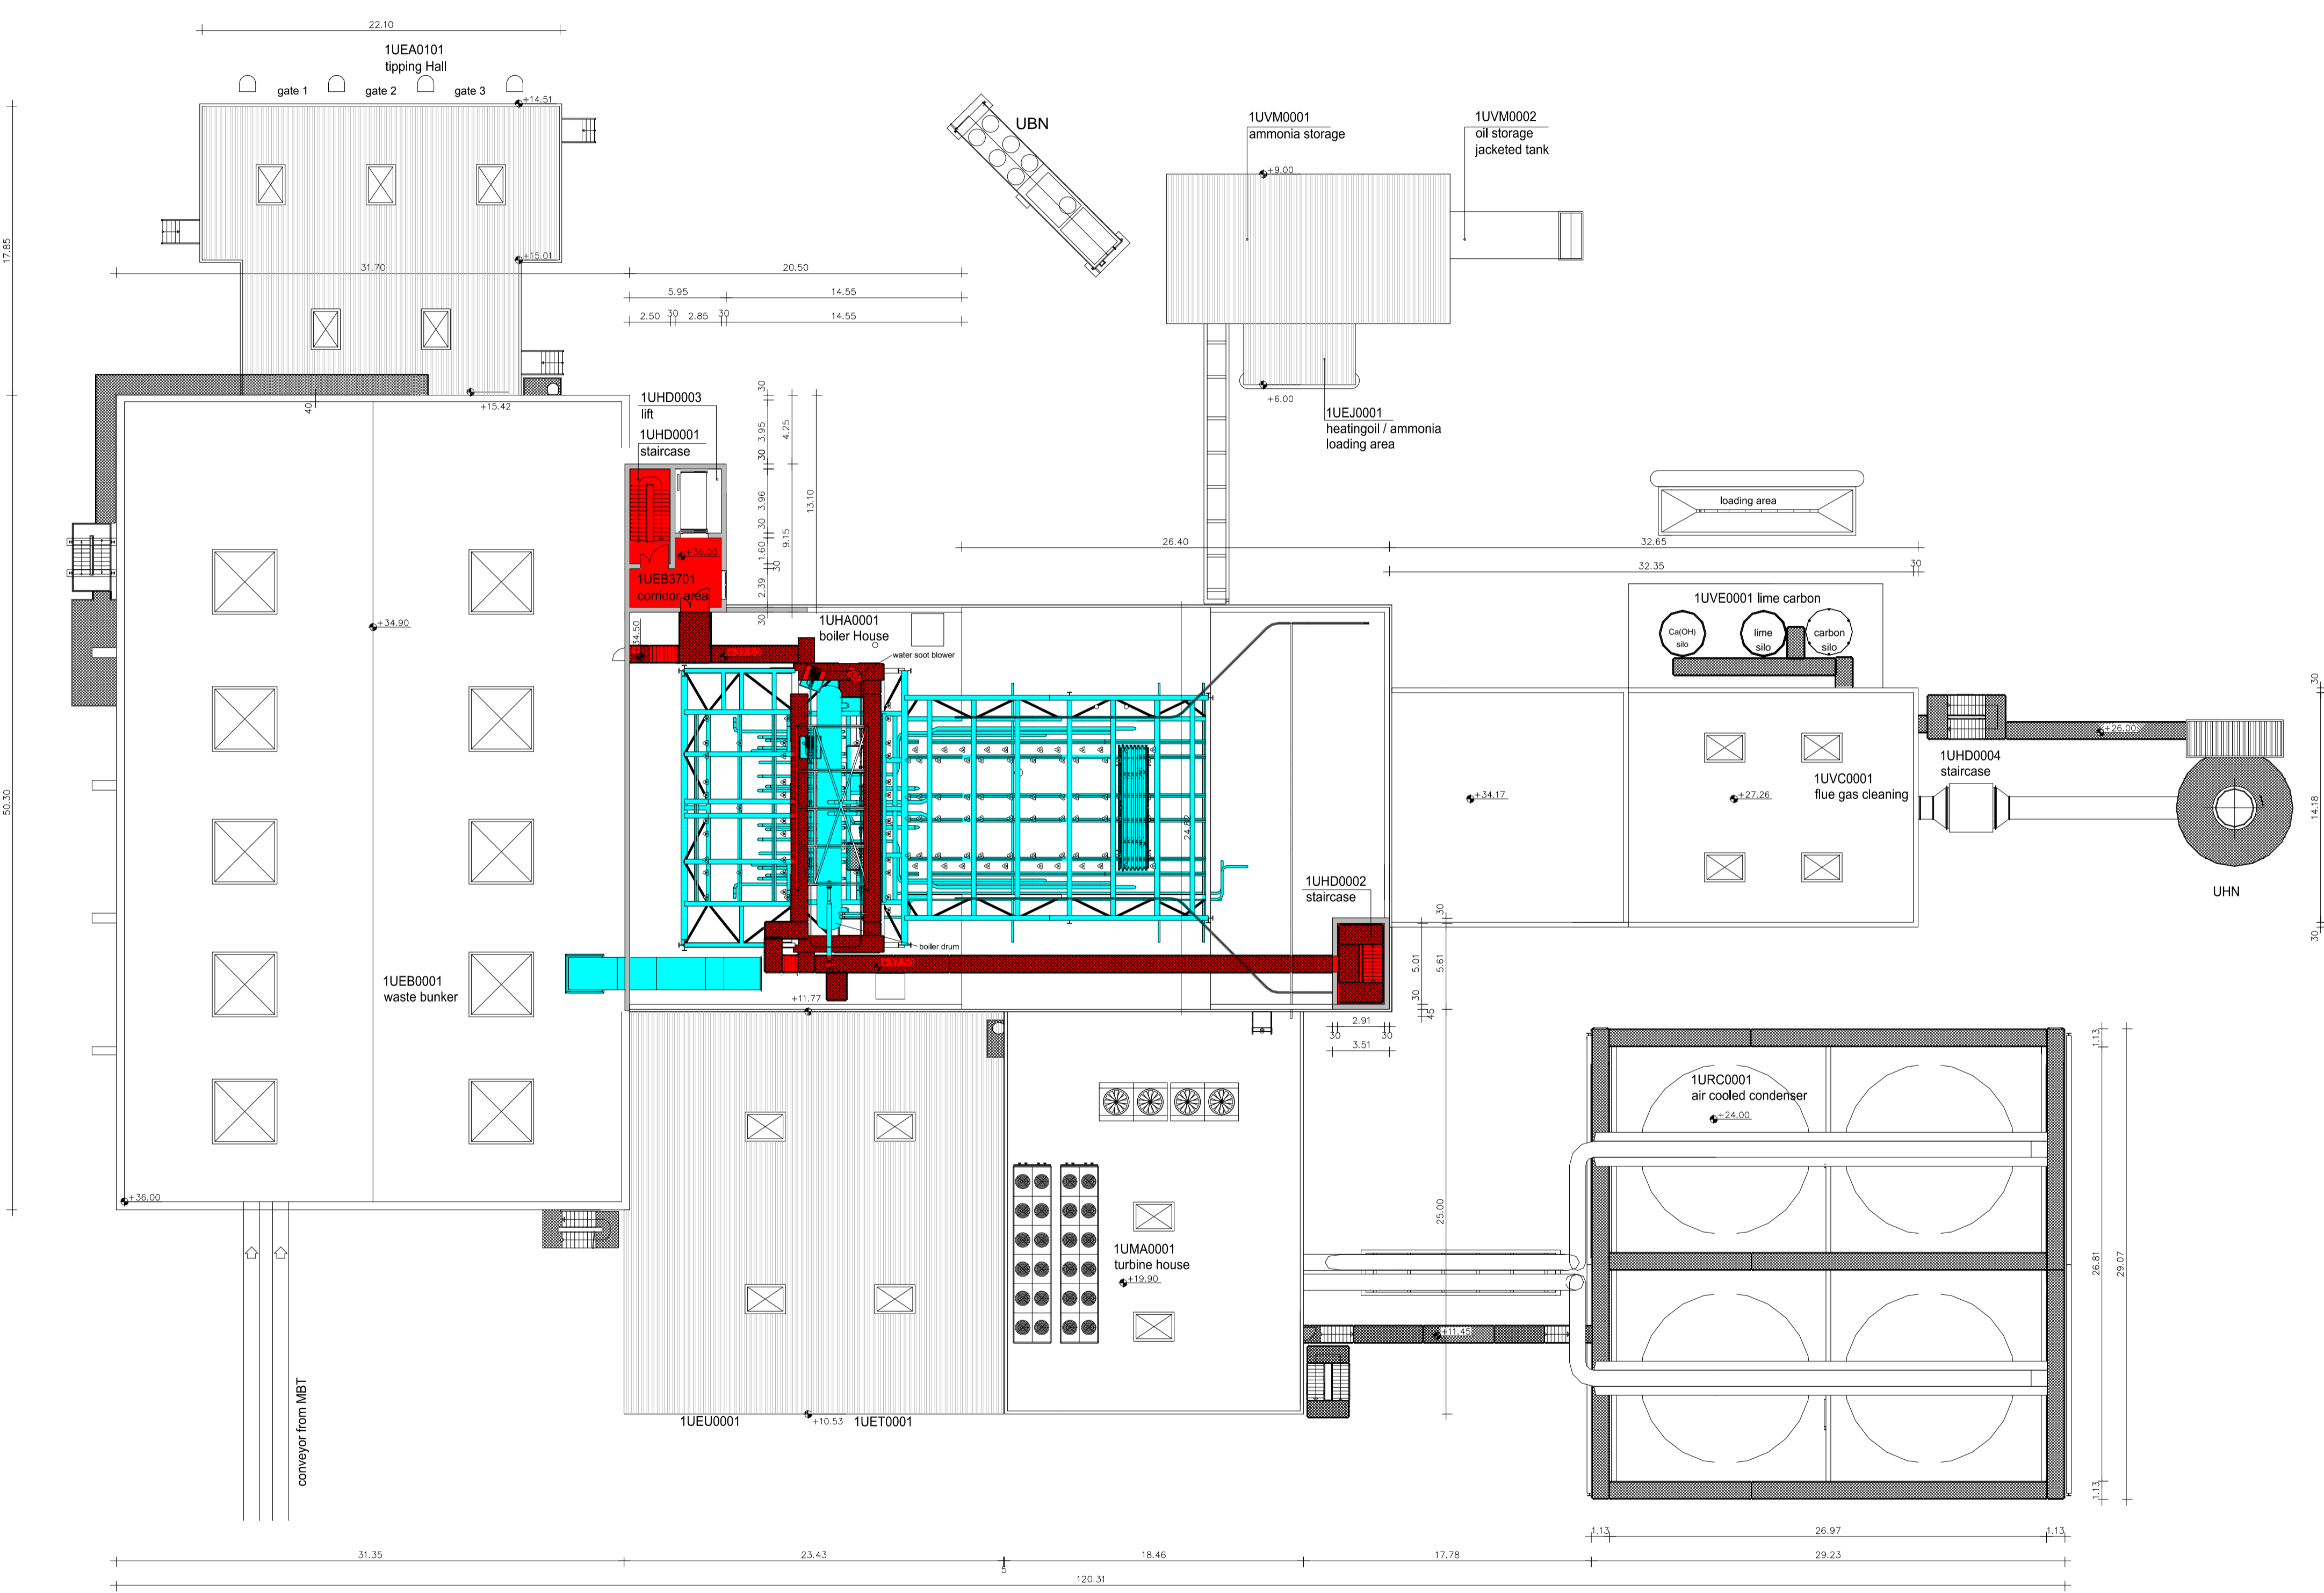 22.10
1UEA0101
tipping Hall
gate 1
gate 2
gate 3
+14.51
17.85
+15.01
31.70
20.50
5.95
14.55
2.50
30
2.85
30
14.55
UBN
1UVM0001
ammonia storage
1UVM0002
oil storage
jacketed tank
+9.00
+6.00
1UEJ0001
heatingoil / ammonia
loading area
40
+15.42
1UHD0003
lift
1UHD0001
staircase
30
3.95
30
3.96
30
1.60
30
2.39
30
4.25
9.15
13.10
+36.00
1UEB3701
corridor area
34.50
+34.90
50.30
1UEB0001
waste bunker
+36.00
1UHA0001
boiler House
water soot blower
boiler drum
24.82
26.40
32.65
32.35
30
loading area
1UVE0001 lime carbon
Ca(OH)
silo
lime
silo
carbon
silo
+34.17
+27.26
1UVC0001
flue gas cleaning
1UHD0004
staircase
+26.00
UHN
30
14.18
30
1UHD0002
staircase
30
5.01
30
5.61
45
2.91
30
30
3.51
+11.77
25.00
1URC0001
air cooled condenser
+24.00
1.13
26.81
1.13
29.07
1UMA0001
turbine house
+19.90
+11.45
1UEU0001
+10.53
1UET0001
conveyor from MBT
1.13
26.97
1.13
31.35
23.43
5
18.46
17.78
29.23
120.31